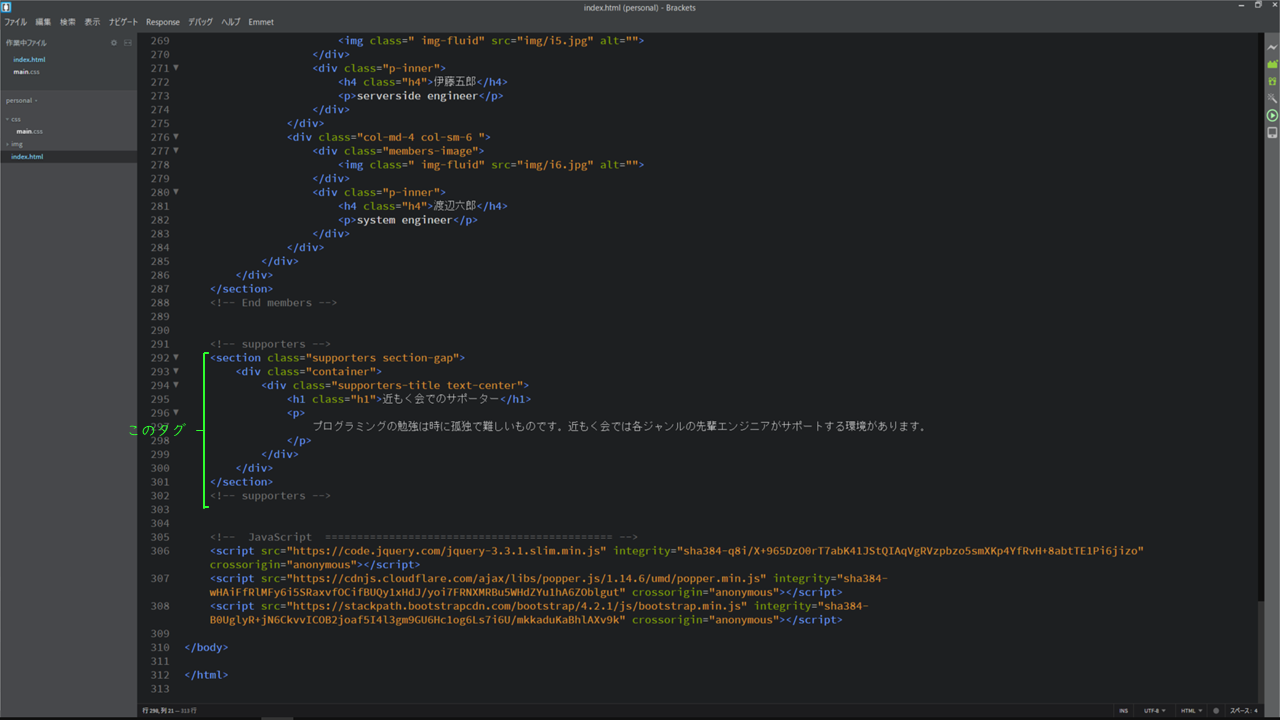 index.html (personal) - Brackets
ファイル 編集 検索 表示 ナビゲート Response デバッグ ヘルプ Emmet
作業中ファイル
index.html
main.css
personal
css
main.css
img
index.html
269 <img class=" img-fluid" src="img/i5.jpg" alt="">
270 </div>
271 <div class="p-inner">
272 <h4 class="h4">伊藤五郎</h4>
273 <p>serverside engineer</p>
274 </div>
275 </div>
276 <div class="col-md-4 col-sm-6 ">
277 <div class="members-image">
278 <img class=" img-fluid" src="img/i6.jpg" alt="">
279 </div>
280 <div class="p-inner">
281 <h4 class="h4">渡辺六郎</h4>
282 <p>system engineer</p>
283 </div>
284 </div>
285 </div>
286 </div>
287 </section>
288 <!-- End members -->
289
290
291 <!-- supporters -->
292 <section class="supporters section-gap">
293 <div class="container">
294 <div class="supporters-title text-center">
295 <h1 class="h1">近もく会でのサポーター</h1>
296 <p>
297 プログラミングの勉強は時に孤独で難しいものです。近もく会では各ジャンルの先輩エンジニアがサポートする環境があります。
このタグ
298 </p>
299 </div>
300 </div>
301 </section>
302 <!-- supporters -->
303
304
305 <!--  JavaScript  ============================================= -->
306 <script src="https://code.jquery.com/jquery-3.3.1.slim.min.js" integrity="sha384-q8i/X+965DzO0rT7abK41JStQIAqVgRVzpbzo5smXKp4YfRvH+8abtTE1Pi6jizo"
crossorigin="anonymous"></script>
307 <script src="https://cdnjs.cloudflare.com/ajax/libs/popper.js/1.14.6/umd/popper.min.js" integrity="sha384-
wHAiFfRlMFy6i5SRaxvfOCifBUQy1xHdJ/yoi7FRNXMRBu5WHdZYu1hA6ZOblgut" crossorigin="anonymous"></script>
308 <script src="https://stackpath.bootstrapcdn.com/bootstrap/4.2.1/js/bootstrap.min.js" integrity="sha384-
B0UglyR+jN6CkvvICOB2joaf5I4l3gm9GU6Hc1og6Ls7i6U/mkkaduKaBhlAXv9k" crossorigin="anonymous"></script>
309
310 </body>
311
312 </html>
313
行 298, 列 21 — 313 行 INS UTF-8 HTML スペース: 4